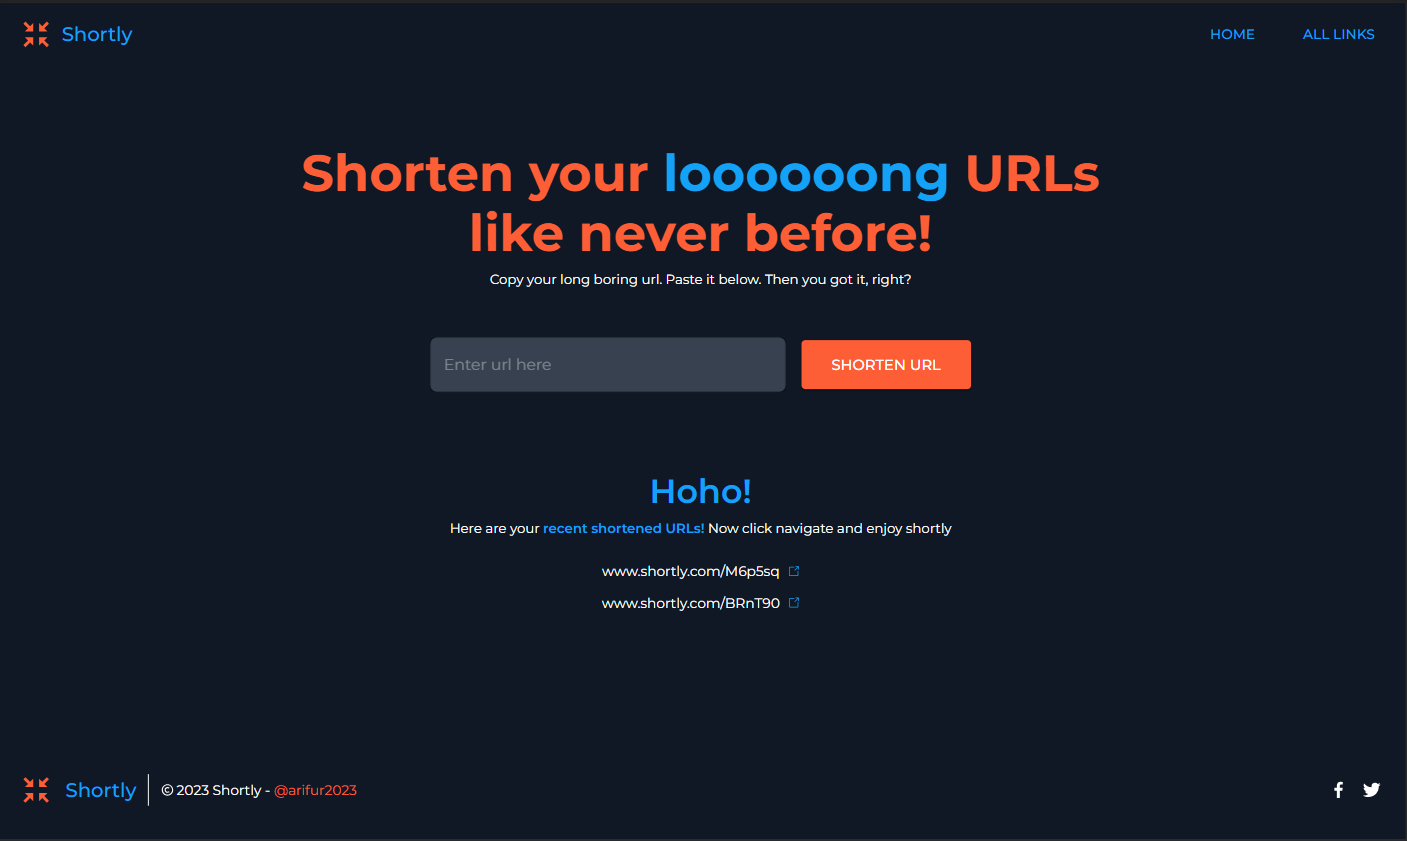 Shortly
HOME
ALL LINKS
Shorten your loooooong URLs
like never before!
Copy your long boring url. Paste it below. Then you got it, right?
Enter url here
SHORTEN URL
Hoho!
Here are your recent shortened URLs! Now click navigate and enjoy shortly
www.shortly.com/M6p5sq
www.shortly.com/BRnT90
Shortly
© 2023 Shortly - @arifur2023